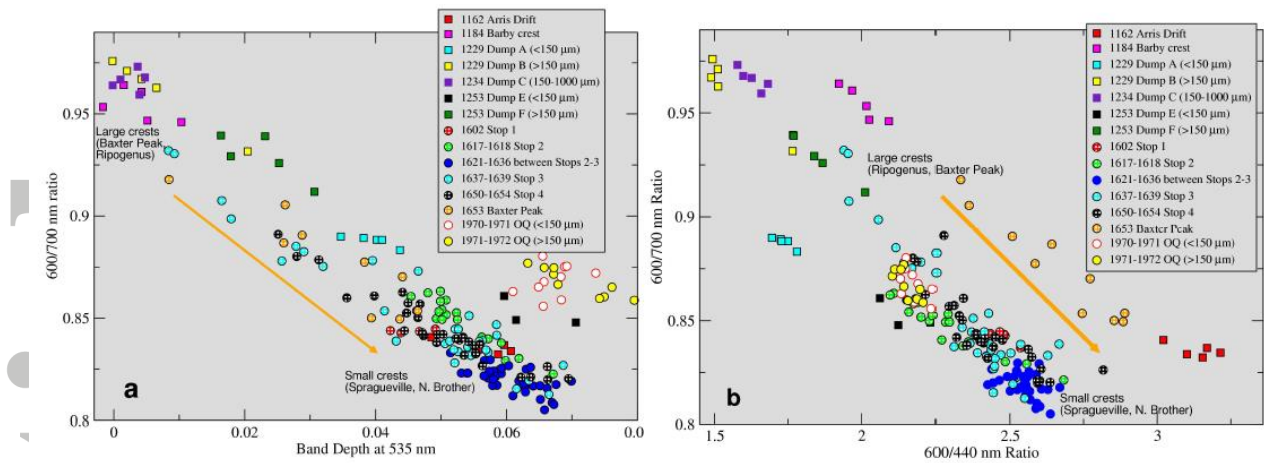 1162 Arris Drift
1184 Barby crest
1229 Dump A (<150 μm)
1229 Dump B (>150 μm)
1234 Dump C (150-1000 μm)
1253 Dump E (<150 μm)
1253 Dump F (>150 μm)
1602 Stop 1
1617-1618 Stop 2
1621-1636 between Stops 2-3
1637-1639 Stop 3
1650-1654 Stop 4
1653 Baxter Peak
1970-1971 OQ (<150 μm)
1971-1972 OQ (>150 μm)
Large crests
(Baxter Peak,
Ripogenus)
Small crests
(Spragueville, N. Brother)
a
600/700 nm ratio
0.95
0.9
0.85
0.8
0
0.02
0.04
0.06
0.0
Band Depth at 535 nm
1162 Arris Drift
1184 Barby crest
1229 Dump A (<150 μm)
1229 Dump B (>150 μm)
1234 Dump C (150-1000 μm)
1253 Dump E (<150 μm)
1253 Dump F (>150 μm)
1602 Stop 1
1617-1618 Stop 2
1621-1636 between Stops 2-3
1637-1639 Stop 3
1650-1654 Stop 4
1653 Baxter Peak
1970-1971 OQ (<150 μm)
1971-1972 OQ (>150 μm)
Large crests
(Ripogenus, Baxter Peak)
Small crests
(Spragueville, N. Brother)
b
600/700 nm Ratio
0.95
0.9
0.85
0.8
1.5
2
2.5
3
600/440 nm Ratio